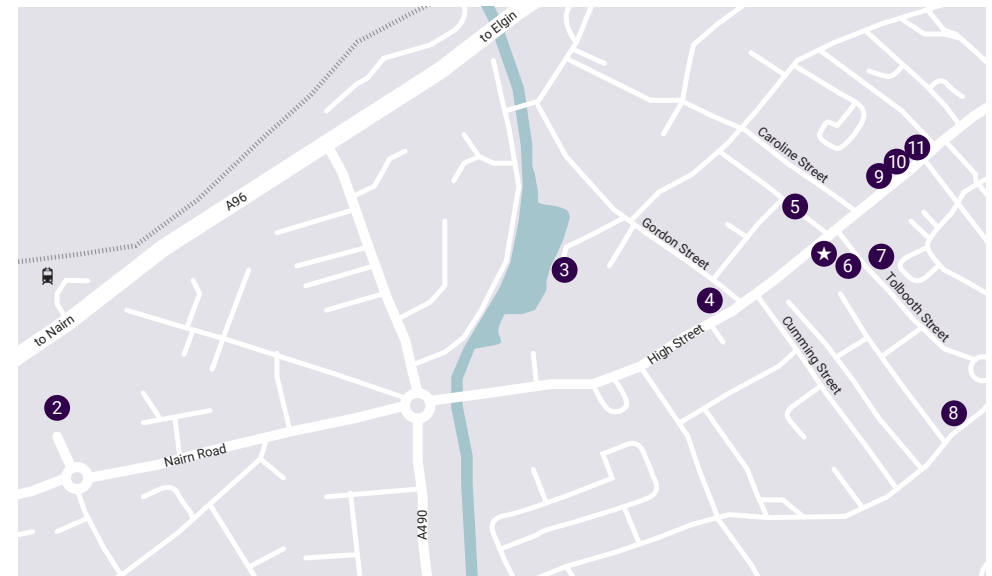 to Elgin
Caroline Street
11
10
9
A96
5
Gordon Street
7
6
3
Tolbooth Street
4
to Nairn
High Street
Cumming Street
2
8
Nairn Road
A490